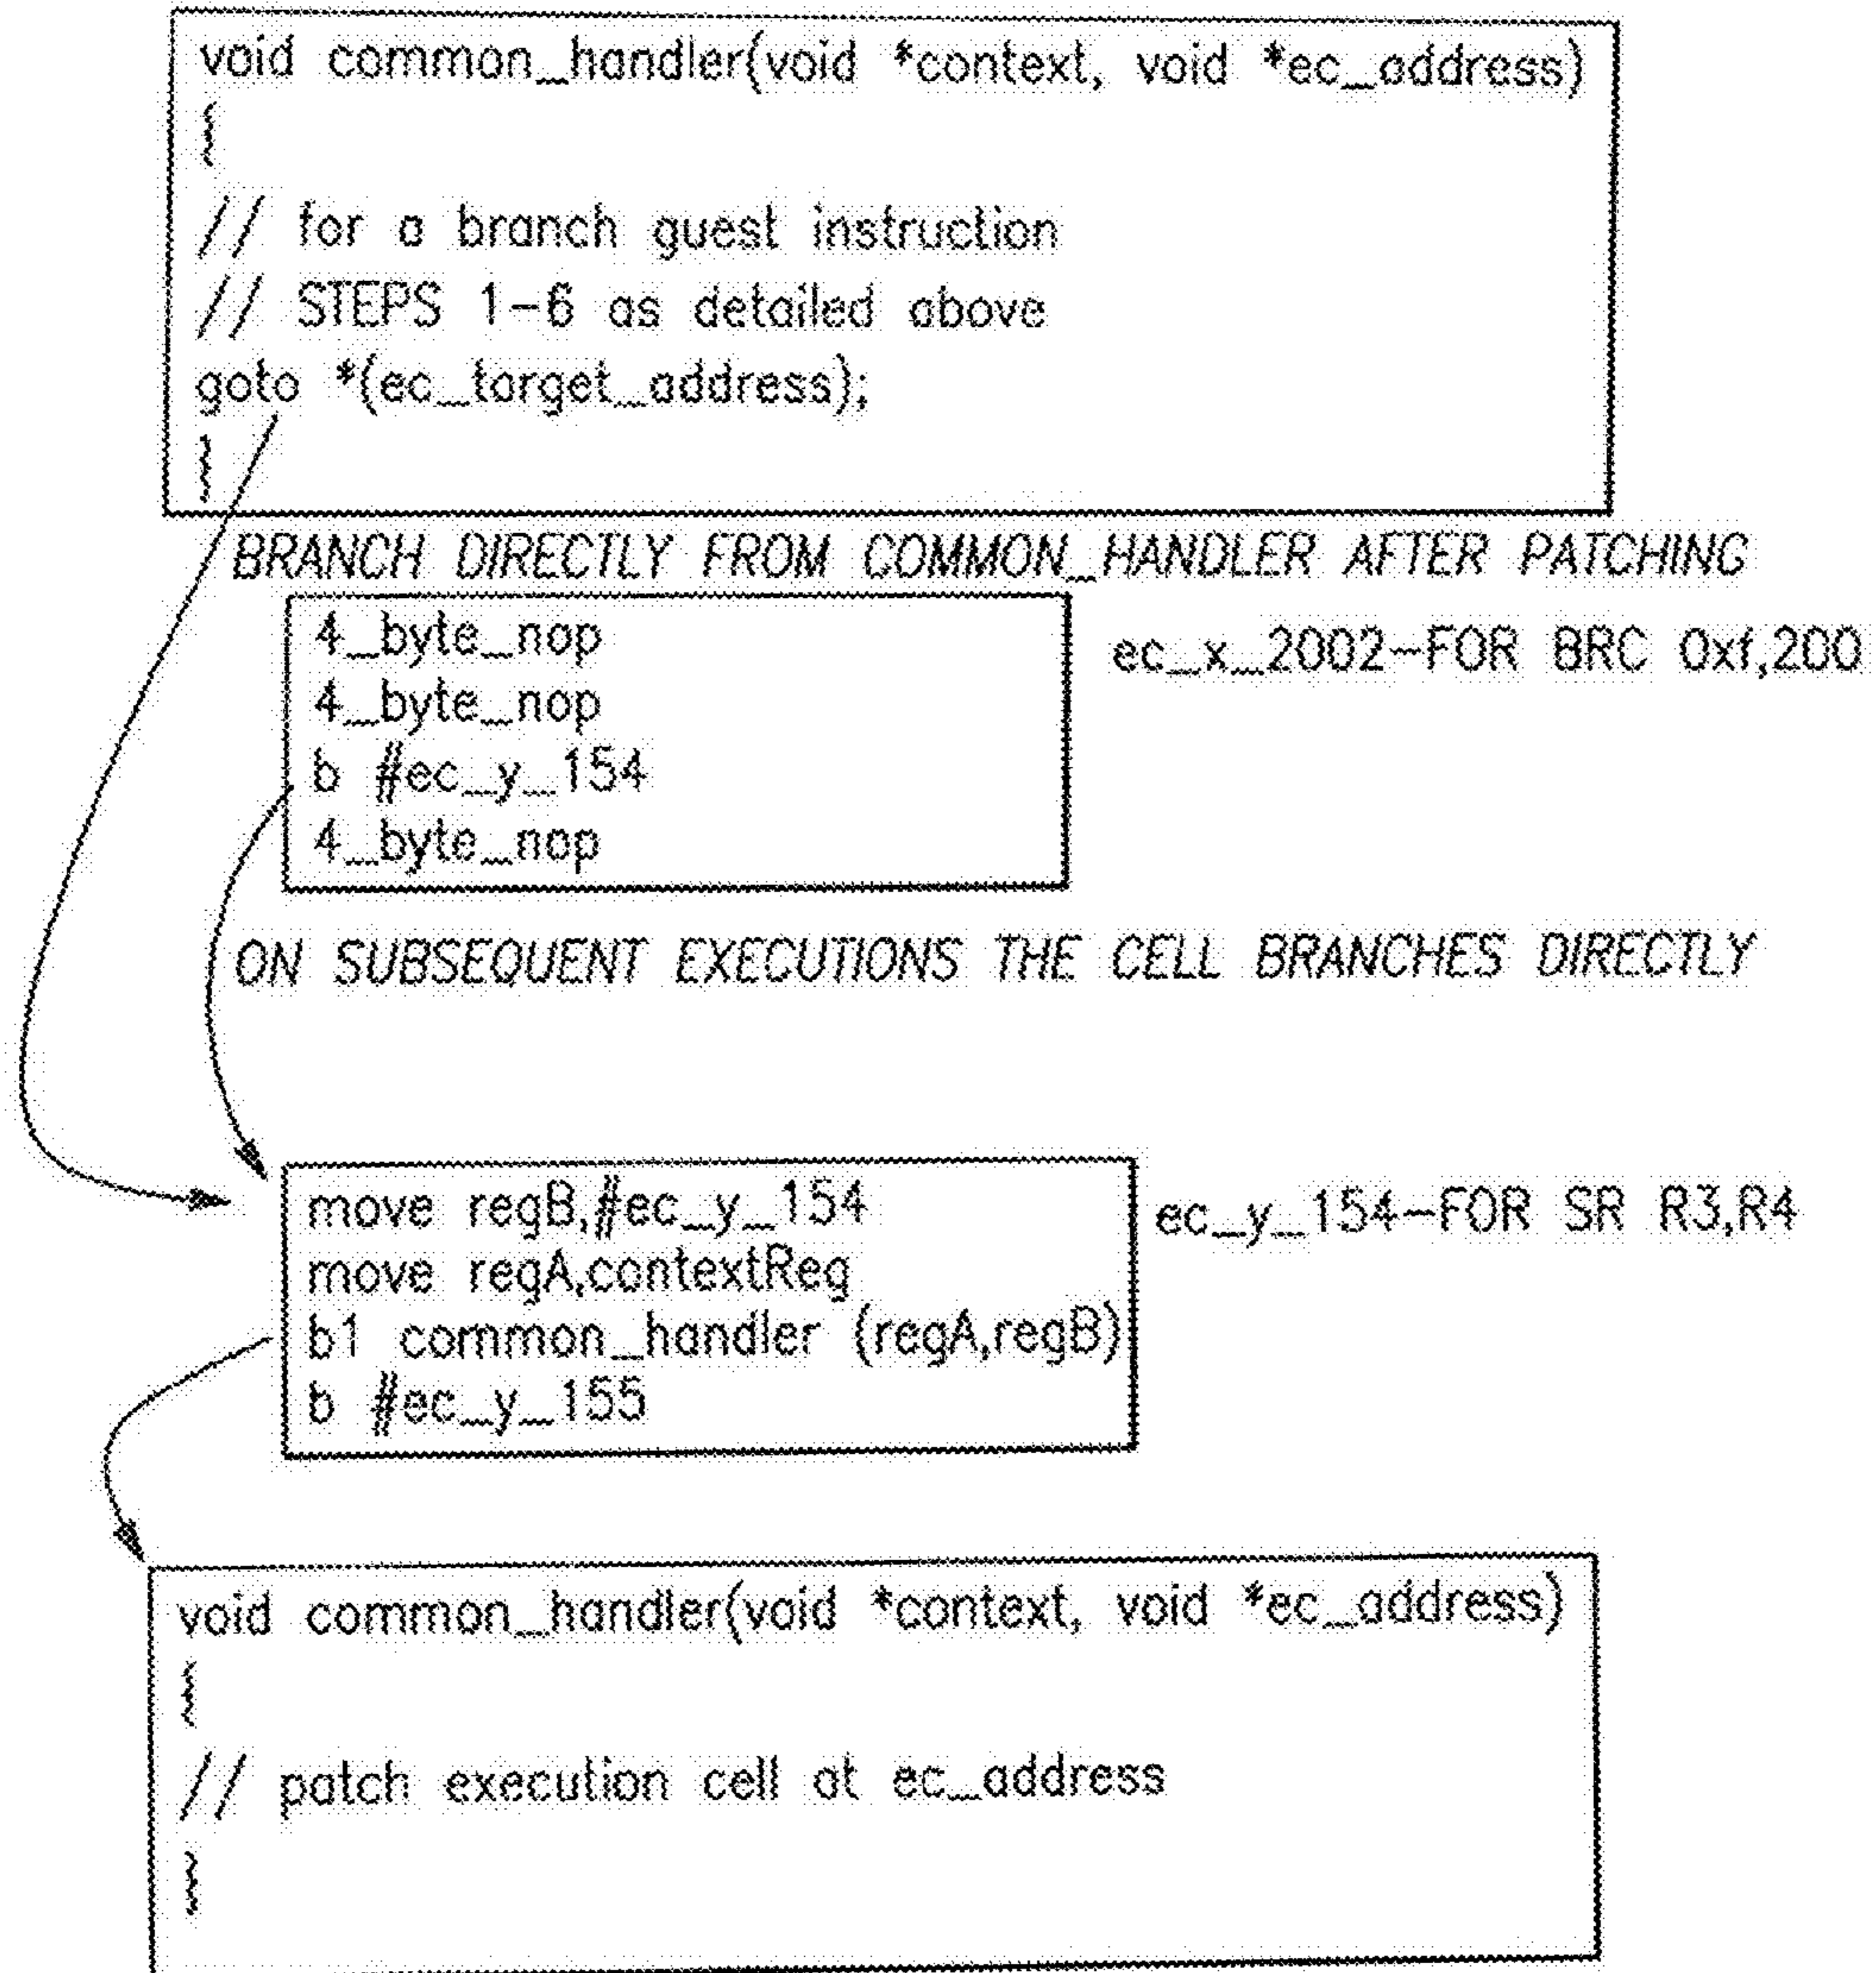 void common_handler(void *context, void *ec_address)
{
// for a branch guest instruction
// STEPS 1-6 as detailed above
goto *(ec_target_address);
}
BRANCH DIRECTLY FROM COMMON_HANDLER AFTER PATCHING
4_byte_nop
4_byte_nop
b #ec_y_154
4_byte_nop
ec_x_2002-FOR BRC 0xf,200
ON SUBSEQUENT EXECUTIONS THE CELL BRANCHES DIRECTLY
move regB,#ec_y_154
move regA,contextReg
b1 common_handler (regA,regB)
b #ec_y_155
ec_y_154-FOR SR R3,R4
void common_handler(void *context, void *ec_address)
{
// patch execution cell at ec_address
}